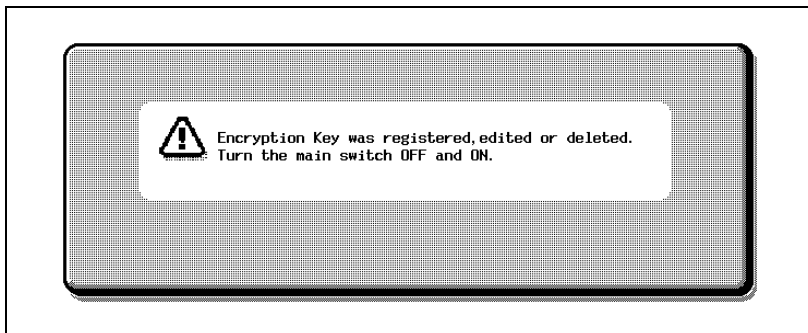 Encryption Key was registered,edited or deleted.
Turn the main switch OFF and ON.